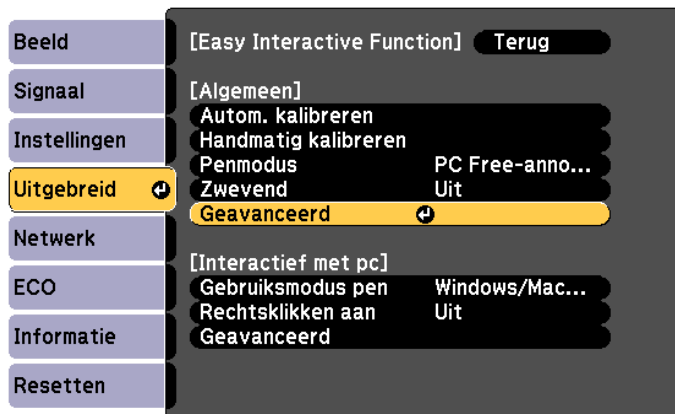 Beeld
Signaal
Instellingen
Uitgebreid
Netwerk
ECO
Informatie
Resetten
[Easy Interactive Function] Terug
[Algemeen]
Autom. kalibreren
Handmatig kalibreren
Penmodus PC Free-anno...
Zwevend Uit
Geavanceerd
[Interactief met pc]
Gebruiksmodus pen Windows/Mac...
Rechtsklikken aan Uit
Geavanceerd